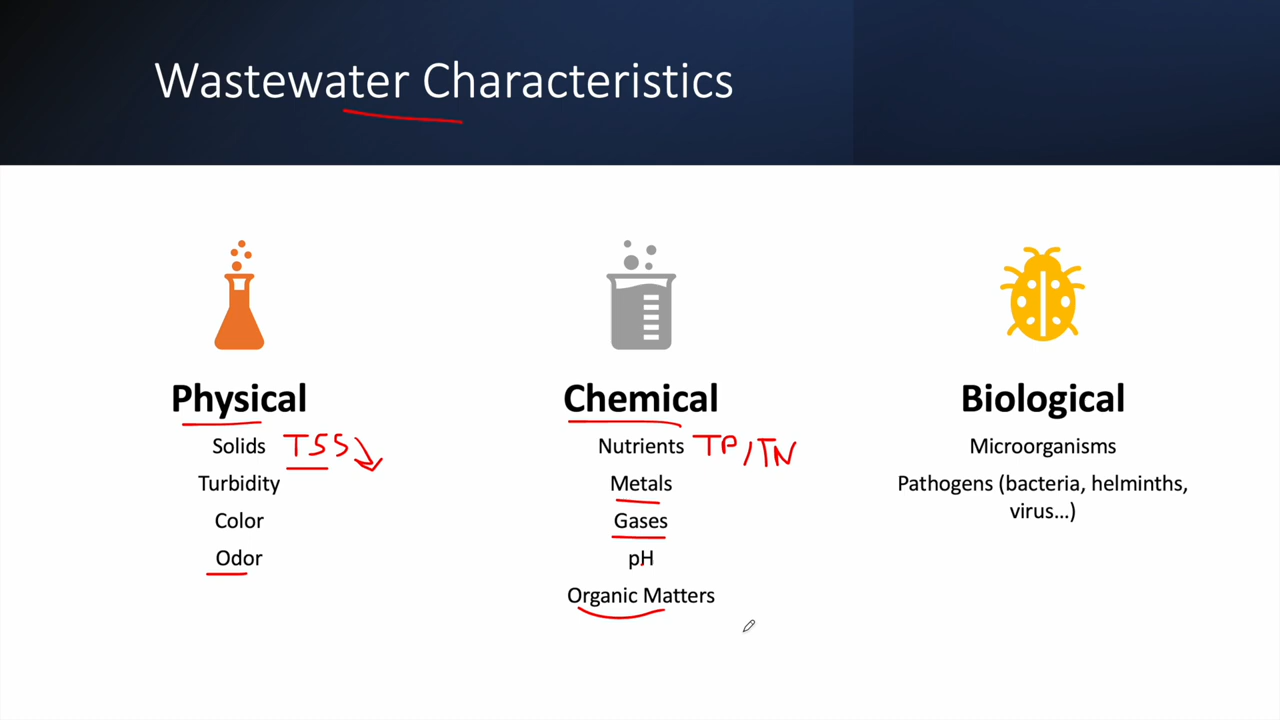 Wastewater Characteristics
Physical
Solids TSS
Turbidity
Color
Odor
Chemical
Nutrients TP/TN
Metals
Gases
pH
Organic Matters
Biological
Microorganisms
Pathogens (bacteria, helminths,
virus...)